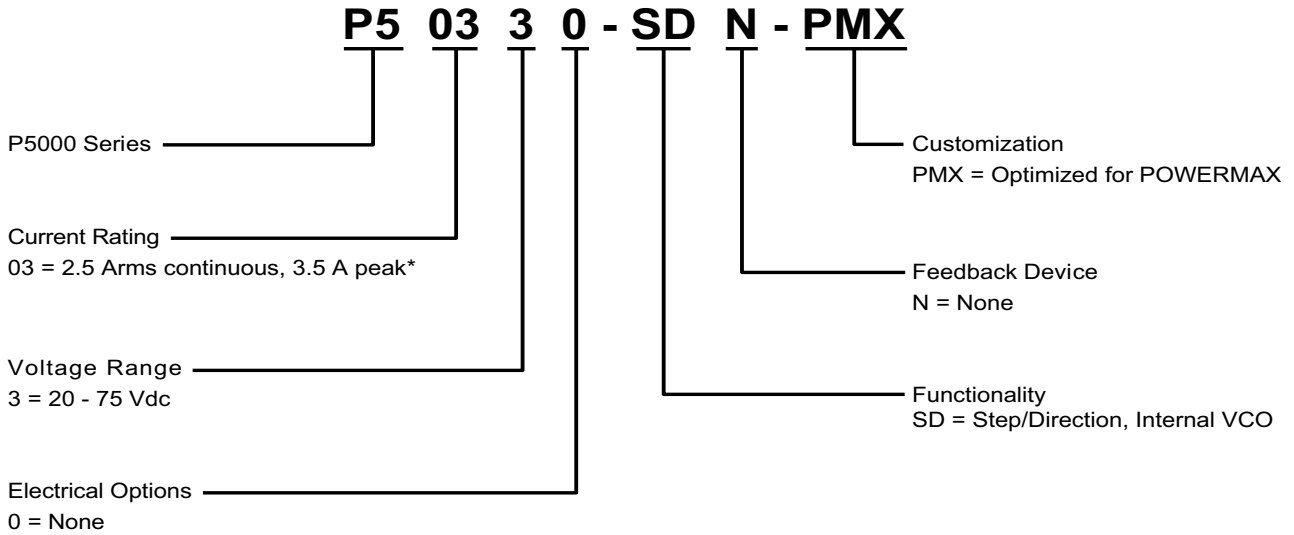 P5 03 3 0 - SD N - PMX
P5000 Series
Current Rating
03 = 2.5 Arms continuous, 3.5 A peak*
Voltage Range
3 = 20 - 75 Vdc
Electrical Options
0 = None
Customization
PMX = Optimized for POWERMAX
Feedback Device
N = None
Functionality
SD = Step/Direction, Internal VCO